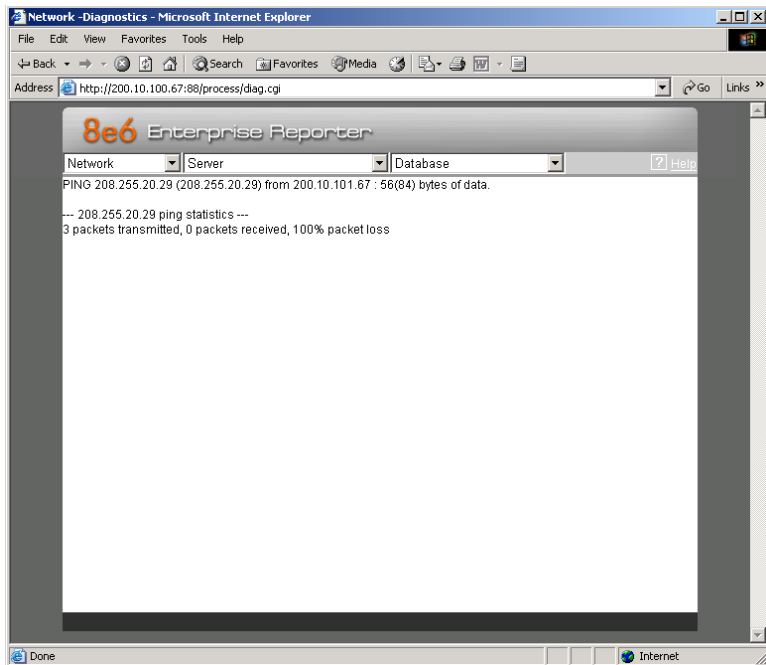 Network -Diagnostics - Microsoft Internet Explorer
File Edit View Favorites Tools Help
Back Search Favorites Media
Address http://200.10.100.67:88/process/diag.cgi Go Links »
8e6 Enterprise Reporter
Network Server Database ? Help
PING 208.255.20.29 (208.255.20.29) from 200.10.101.67 : 56(84) bytes of data.
--- 208.255.20.29 ping statistics ---
3 packets transmitted, 0 packets received, 100% packet loss
Done Internet